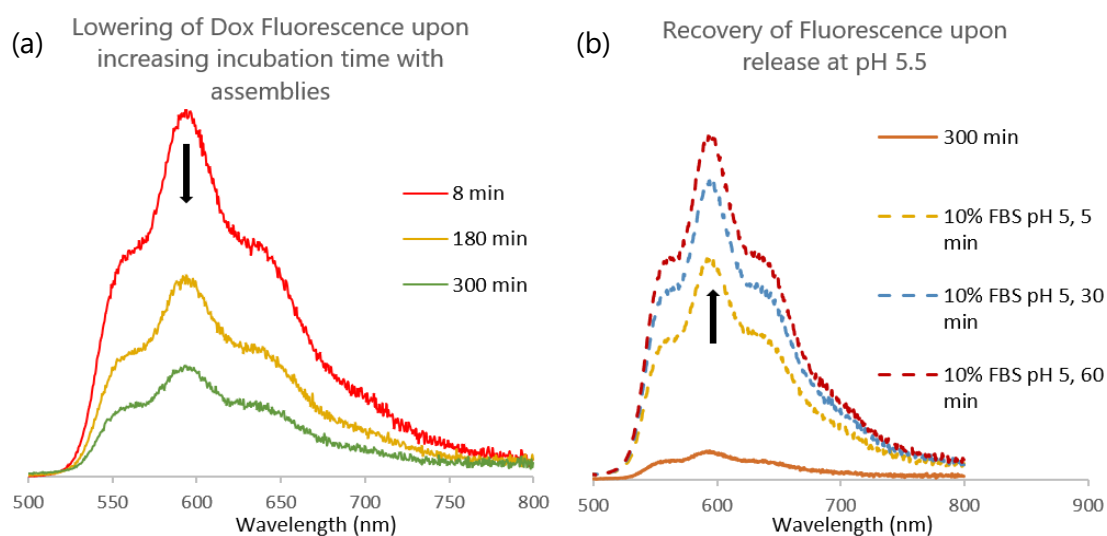 (a)
Lowering of Dox Fluorescence upon
increasing incubation time with
assemblies
8 min
180 min
300 min
500 550 600 650 700 750 800
Wavelength (nm)
(b)
Recovery of Fluorescence upon
release at pH 5.5
300 min
10% FBS pH 5, 5
min
10% FBS pH 5, 30
min
10% FBS pH 5, 60
min
500 600 700 800 900
Wavelength (nm)